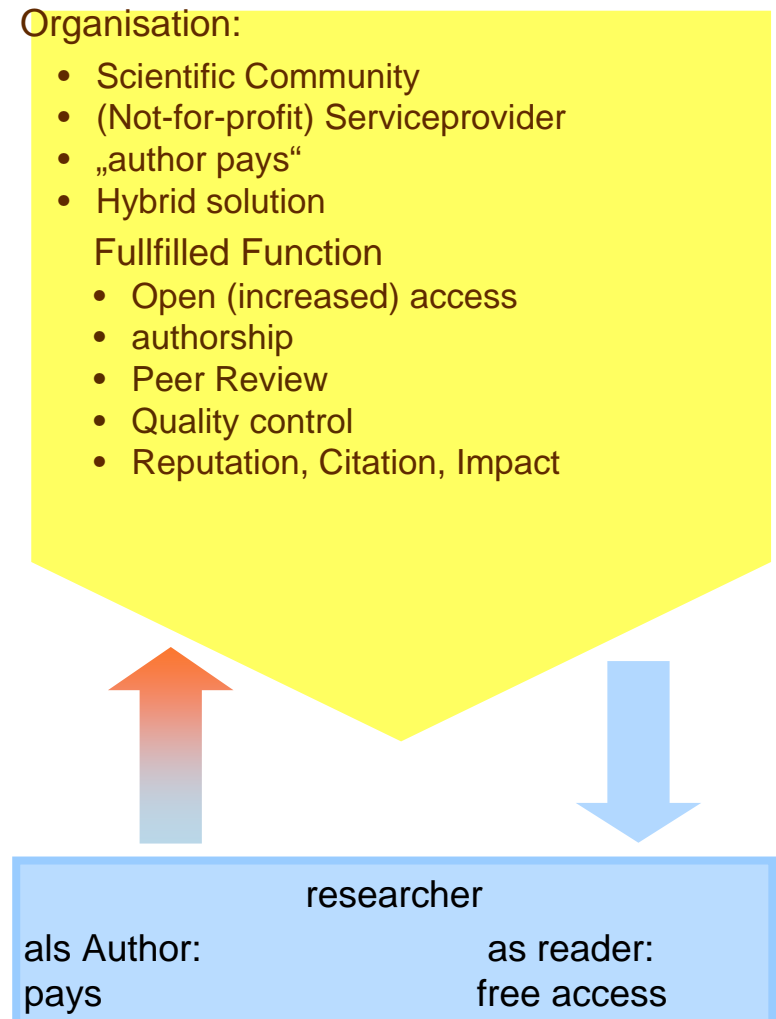 Organisation:
• Scientific Community
• (Not-for-profit) Serviceprovider
• „author pays“
• Hybrid solution
Fullfilled Function
• Open (increased) access
• authorship
• Peer Review
• Quality control
• Reputation, Citation, Impact
researcher
als Author: as reader:
pays free access